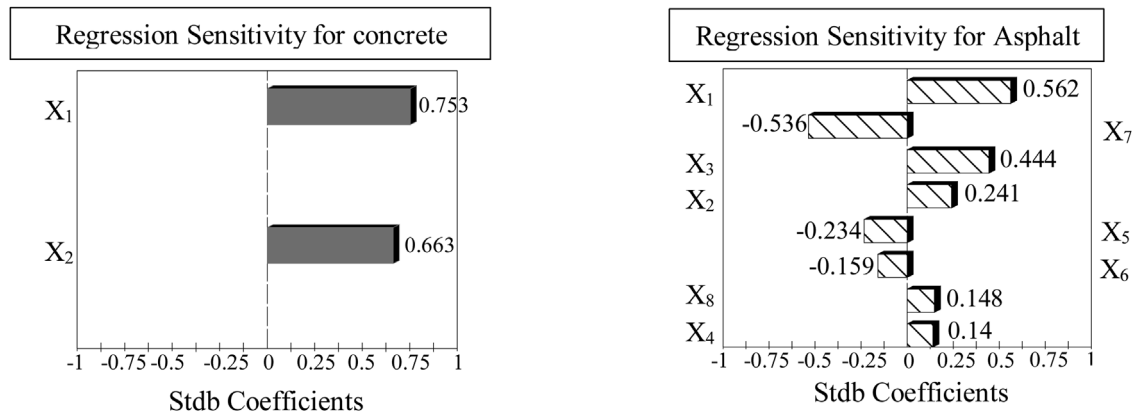 Regression Sensitivity for concrete
X1
0.753
X2
0.663
-1 -0.75 -0.5 -0.25 0 0.25 0.5 0.75 1
Stdb Coefficients
Regression Sensitivity for Asphalt
X1
0.562
-0.536
X7
X3
0.444
X2
0.241
-0.234
X5
-0.159
X6
X8
0.148
X4
0.14
-1 -0.75 -0.5 -0.25 0 0.25 0.5 0.75 1
Stdb Coefficients